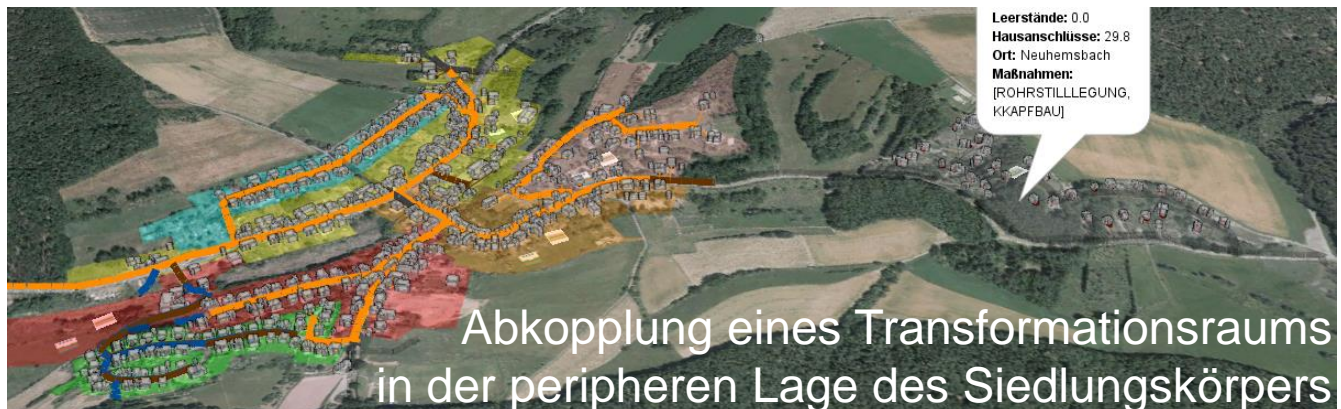 Leerstände: 0.0
Hausanschlüsse: 29.8
Ort: Neuhemsbach
Maßnahmen:
[ROHRSTILLLEGUNG,
KKAPFBAU]
Abkopplung eines Transformationsraums
in der peripheren Lage des Siedlungskörpers